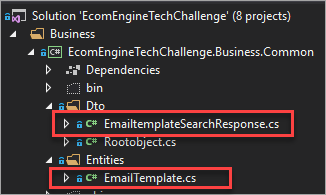 Solution 'EcomEngineTechChallenge' (8 projects)
Business
C# EcomEngineTechChallenge.Business.Common
Dependencies
bin
Dto
C# EmailtemplateSearchResponse.cs
C# Rootobject.cs
Entities
C# EmailTemplate.cs